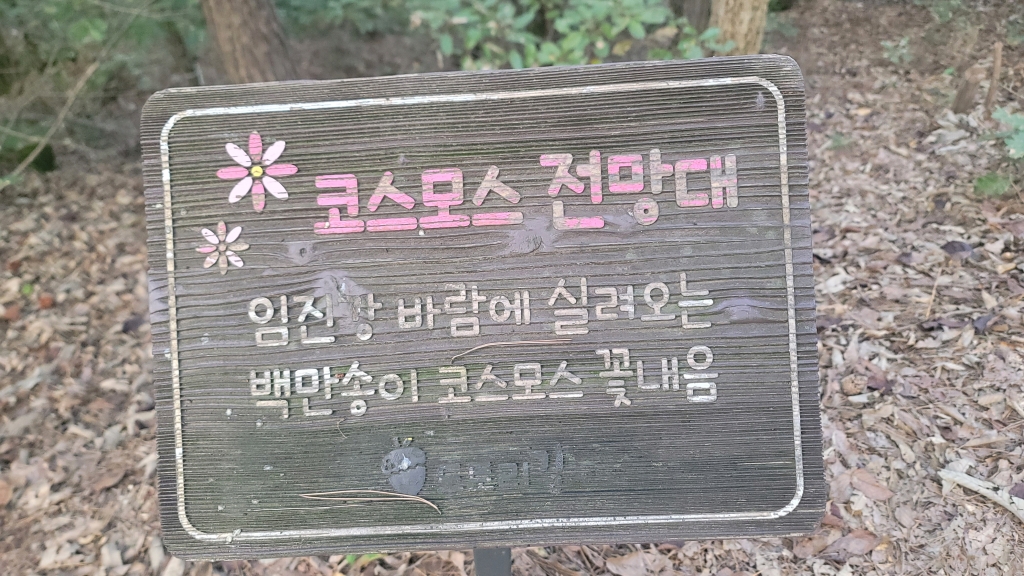 코스모스 전망대
임진강 바람에 실려오는
백만송이 코스모스 꽃내음